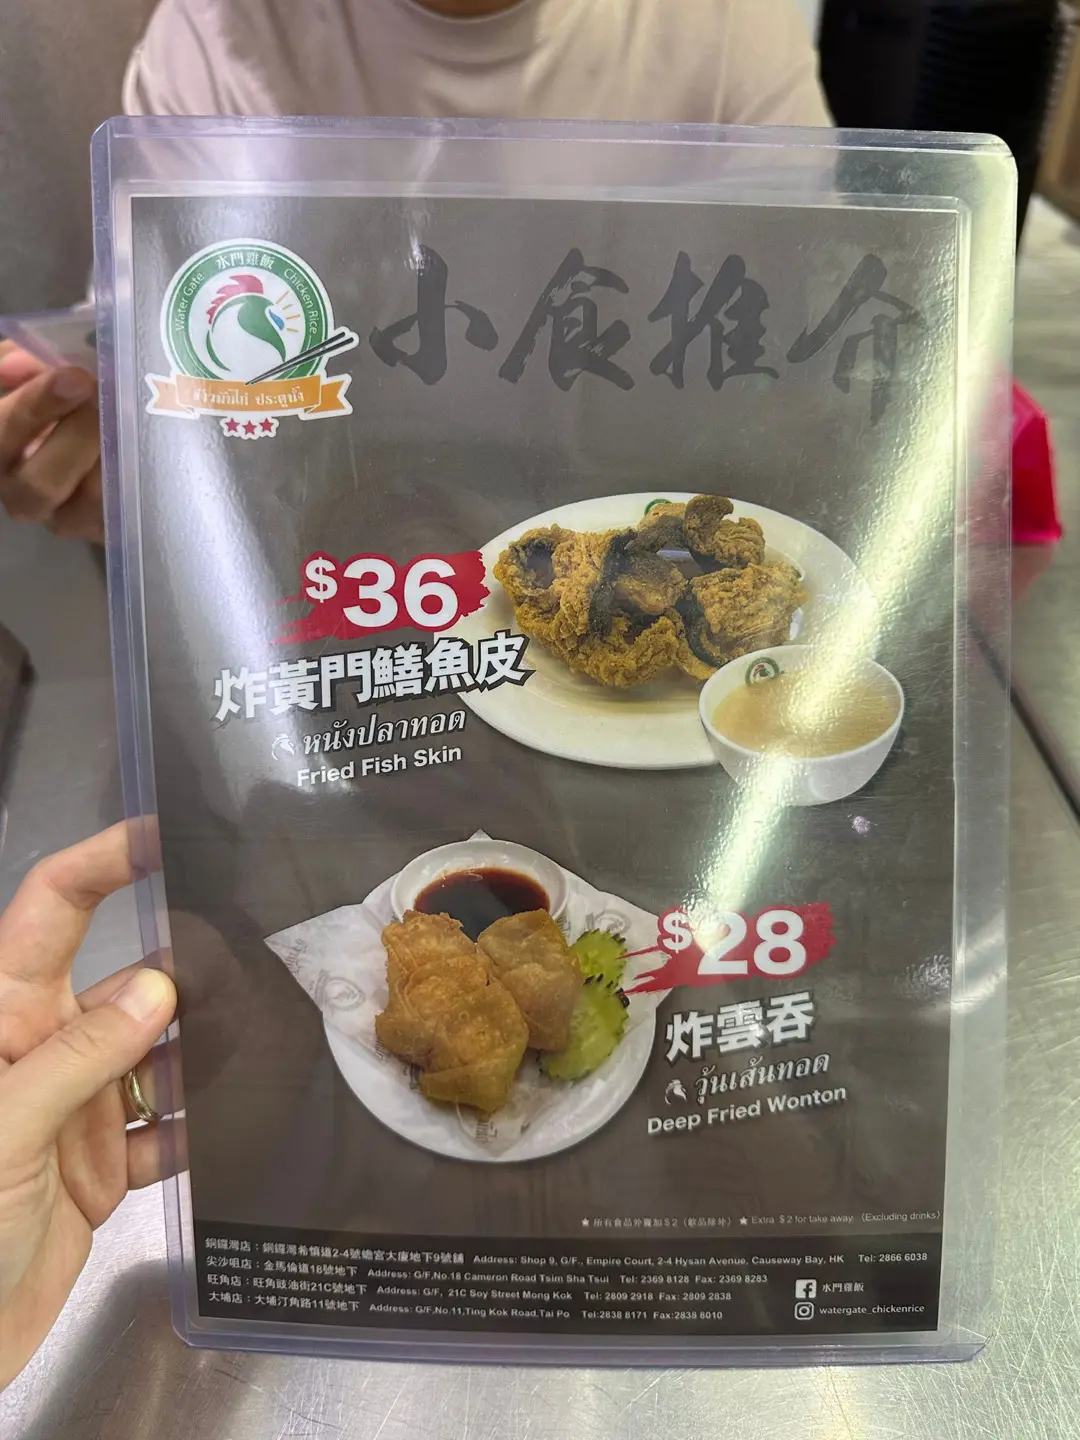 水門雞飯
Water Gate Chicken Rice
ข้าวมันไก่ ประตูน้ำ
小食推介
$36
炸黃門鱔魚皮
หนังปลาทอด
Fried Fish Skin
$28
炸雲吞
วุ้นเส้นทอด
Deep Fried Wonton
★ 所有食品外賣加$2（飲品除外） ★ Extra $2 for take away （Excluding drinks）
銅鑼灣店：銅鑼灣希慎道2-4號蟾宮大廈地下9號舖 Address: Shop 9, G/F., Empire Court, 2-4 Hysan Avenue, Causeway Bay, HK Tel: 2866 6038
尖沙咀店：金馬倫道18號地下 Address: G/F,No.18 Cameron Road Tsim Sha Tsui Tel: 2369 8128 Fax: 2369 8283
旺角店：旺角豉油街21C號地下 Address: G/F, 21C Soy Street Mong Kok Tel: 2809 2918 Fax: 2809 2838
大埔店：大埔汀角路11號地下 Address: G/F,No.11,Ting Kok Road,Tai Po Tel:2838 8171 Fax:2838 8010
水門雞飯
watergate_chickenrice